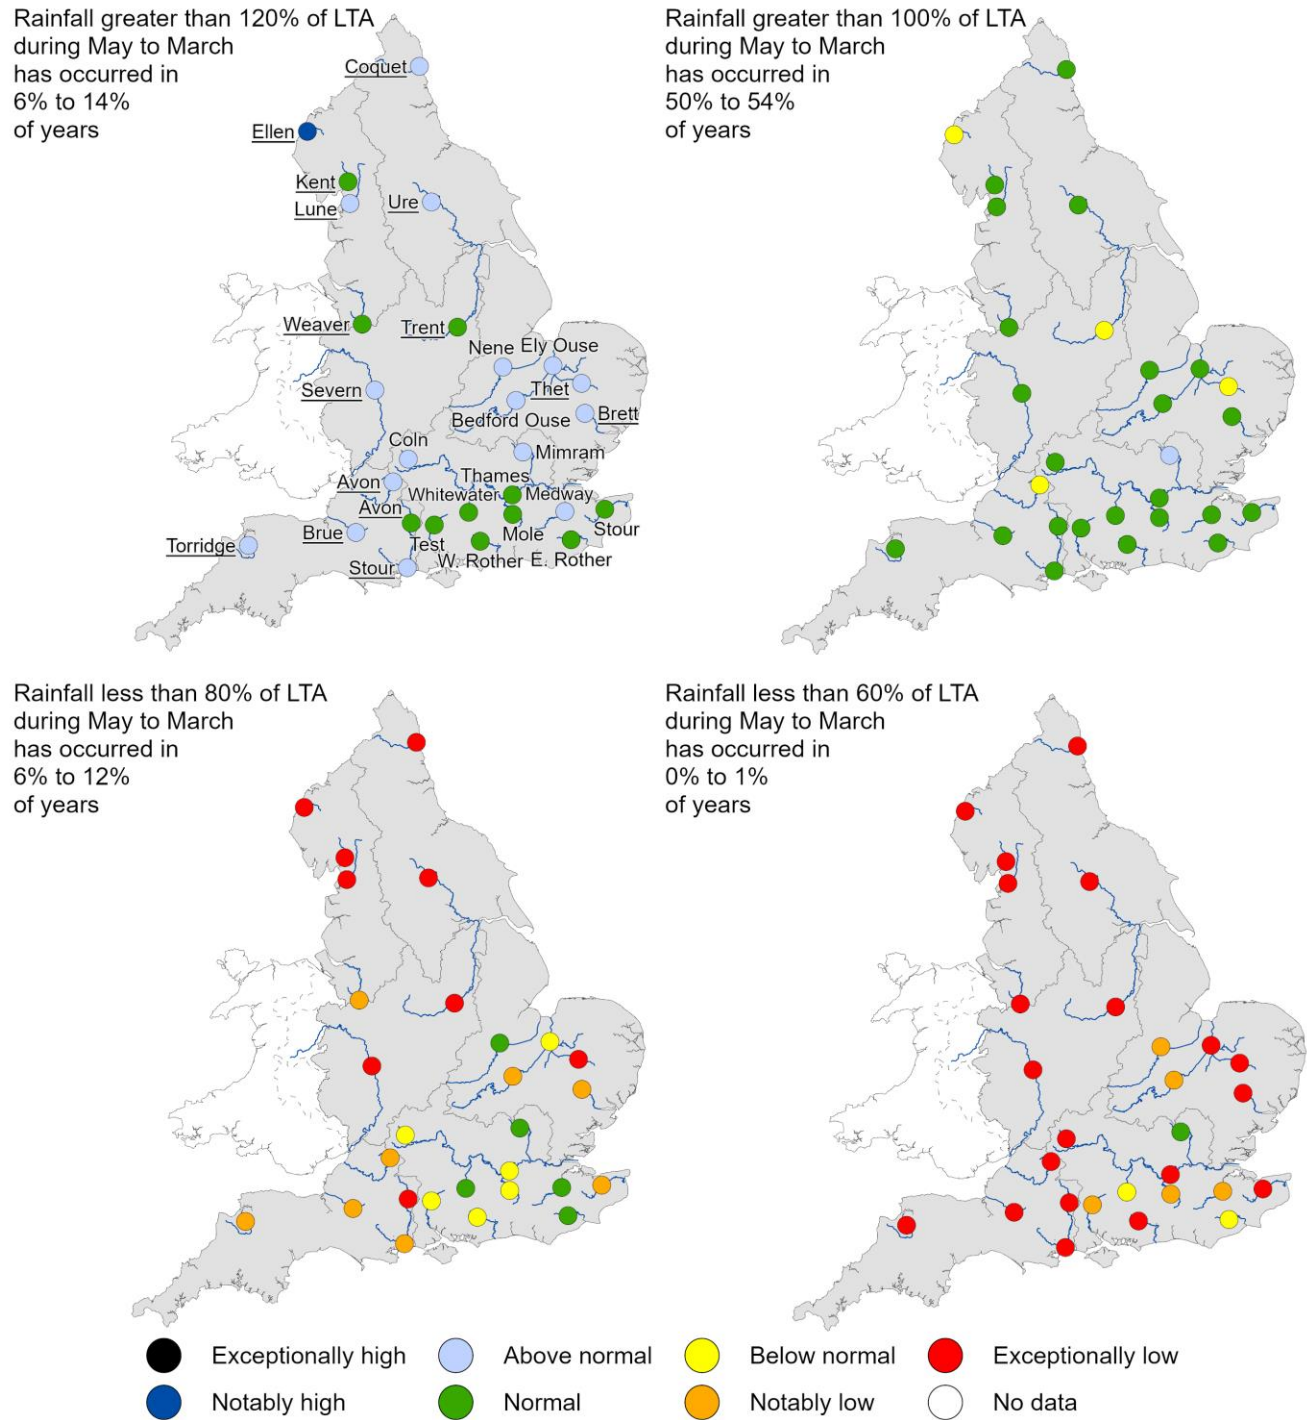 Rainfall greater than 120% of LTA
during May to March
has occurred in
6% to 14%
of years
Coquet
Ellen
Kent
Lune
Ure
Weaver
Trent
Nene
Ely Ouse
Severn
Thet
Bedford Ouse
Brett
Coln
Mimram
Avon
Thames
Whitewater
Medway
Avon
Brue
Test
Mole
Stour
Torridge
Stour
W. Rother
E. Rother
Rainfall greater than 100% of LTA
during May to March
has occurred in
50% to 54%
of years
Rainfall less than 80% of LTA
during May to March
has occurred in
6% to 12%
of years
Rainfall less than 60% of LTA
during May to March
has occurred in
0% to 1%
of years
Exceptionally high
Above normal
Below normal
Exceptionally low
Notably high
Normal
Notably low
No data